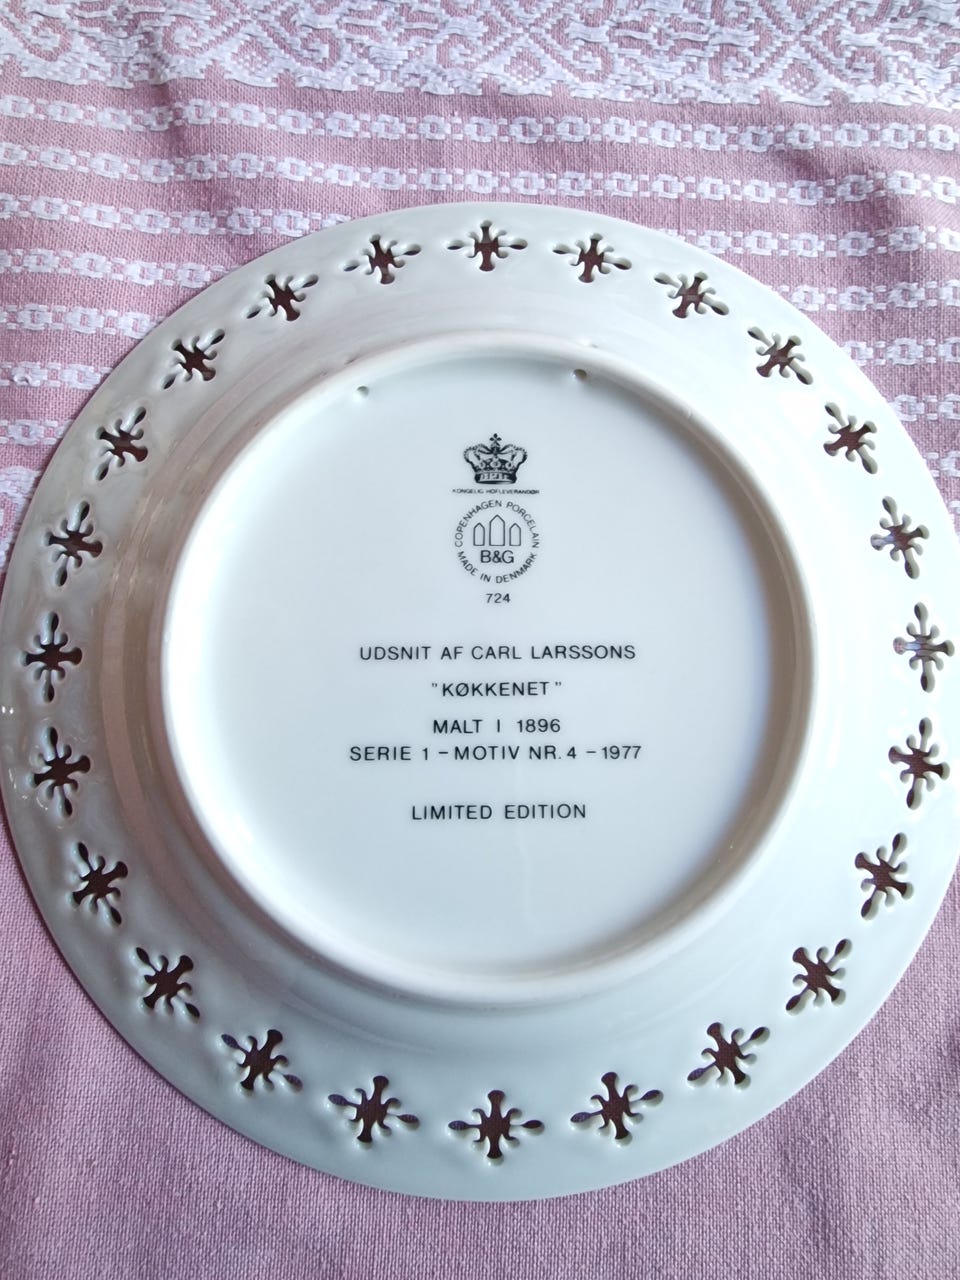 KONGELIG HOFLEVERANDØR
COPENHAGEN PORCELAIN
B&G
MADE IN DENMARK
724
UDSNIT AF CARL LARSSONS
"KØKKENET"
MALT I 1896
SERIE 1 – MOTIV NR. 4 – 1977
LIMITED EDITION